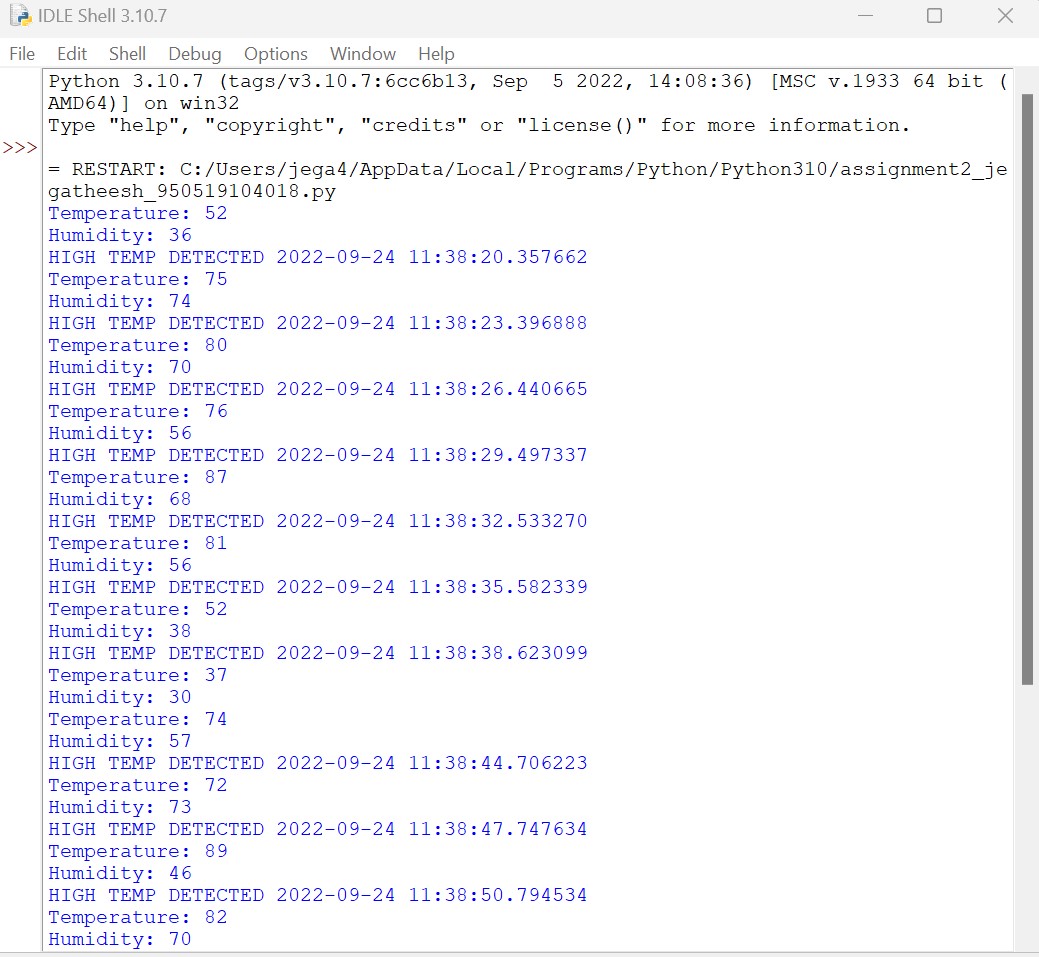 IDLE Shell 3.10.7
File Edit Shell Debug Options Window Help
Python 3.10.7 (tags/v3.10.7:6cc6b13, Sep  5 2022, 14:08:36) [MSC v.1933 64 bit (
AMD64)] on win32
Type "help", "copyright", "credits" or "license()" for more information.
>>>
= RESTART: C:/Users/jega4/AppData/Local/Programs/Python/Python310/assignment2_je
gatheesh_950519104018.py
Temperature: 52
Humidity: 36
HIGH TEMP DETECTED 2022-09-24 11:38:20.357662
Temperature: 75
Humidity: 74
HIGH TEMP DETECTED 2022-09-24 11:38:23.396888
Temperature: 80
Humidity: 70
HIGH TEMP DETECTED 2022-09-24 11:38:26.440665
Temperature: 76
Humidity: 56
HIGH TEMP DETECTED 2022-09-24 11:38:29.497337
Temperature: 87
Humidity: 68
HIGH TEMP DETECTED 2022-09-24 11:38:32.533270
Temperature: 81
Humidity: 56
HIGH TEMP DETECTED 2022-09-24 11:38:35.582339
Temperature: 52
Humidity: 38
HIGH TEMP DETECTED 2022-09-24 11:38:38.623099
Temperature: 37
Humidity: 30
Temperature: 74
Humidity: 57
HIGH TEMP DETECTED 2022-09-24 11:38:44.706223
Temperature: 72
Humidity: 73
HIGH TEMP DETECTED 2022-09-24 11:38:47.747634
Temperature: 89
Humidity: 46
HIGH TEMP DETECTED 2022-09-24 11:38:50.794534
Temperature: 82
Humidity: 70